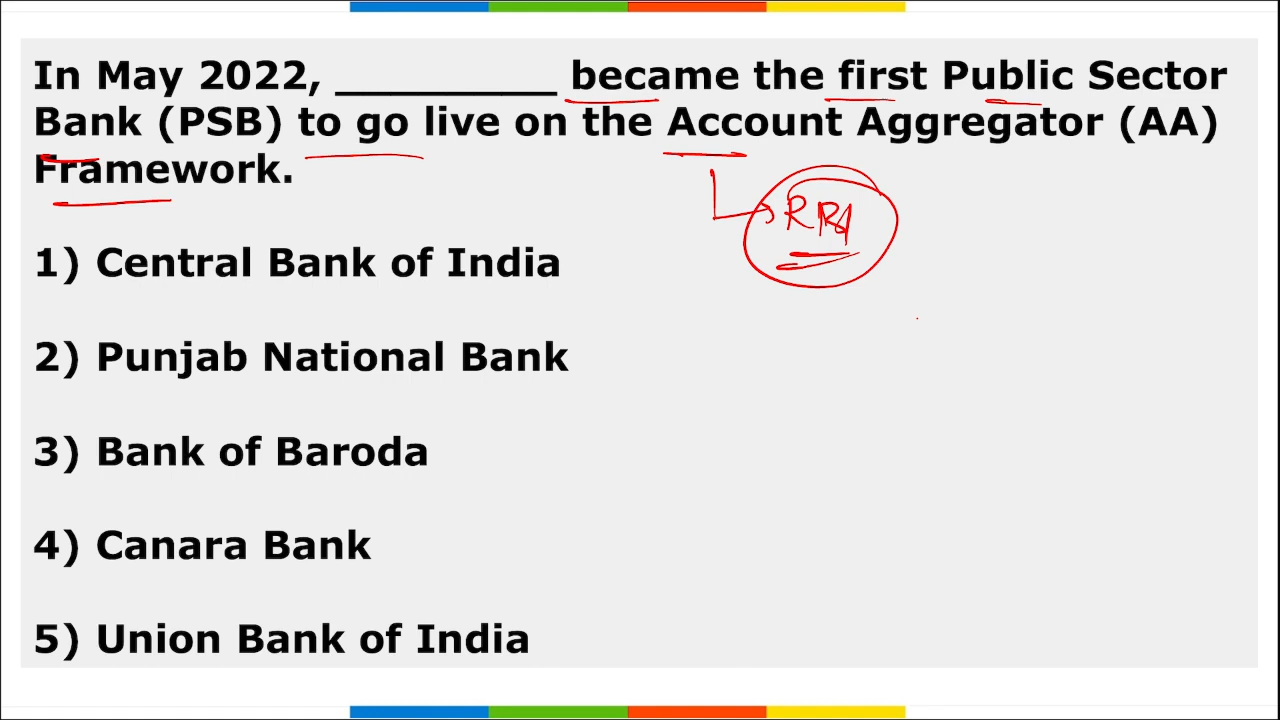 In May 2022, __________ became the first Public Sector
Bank (PSB) to go live on the Account Aggregator (AA)
Framework.
1) Central Bank of India
2) Punjab National Bank
3) Bank of Baroda
4) Canara Bank
5) Union Bank of India